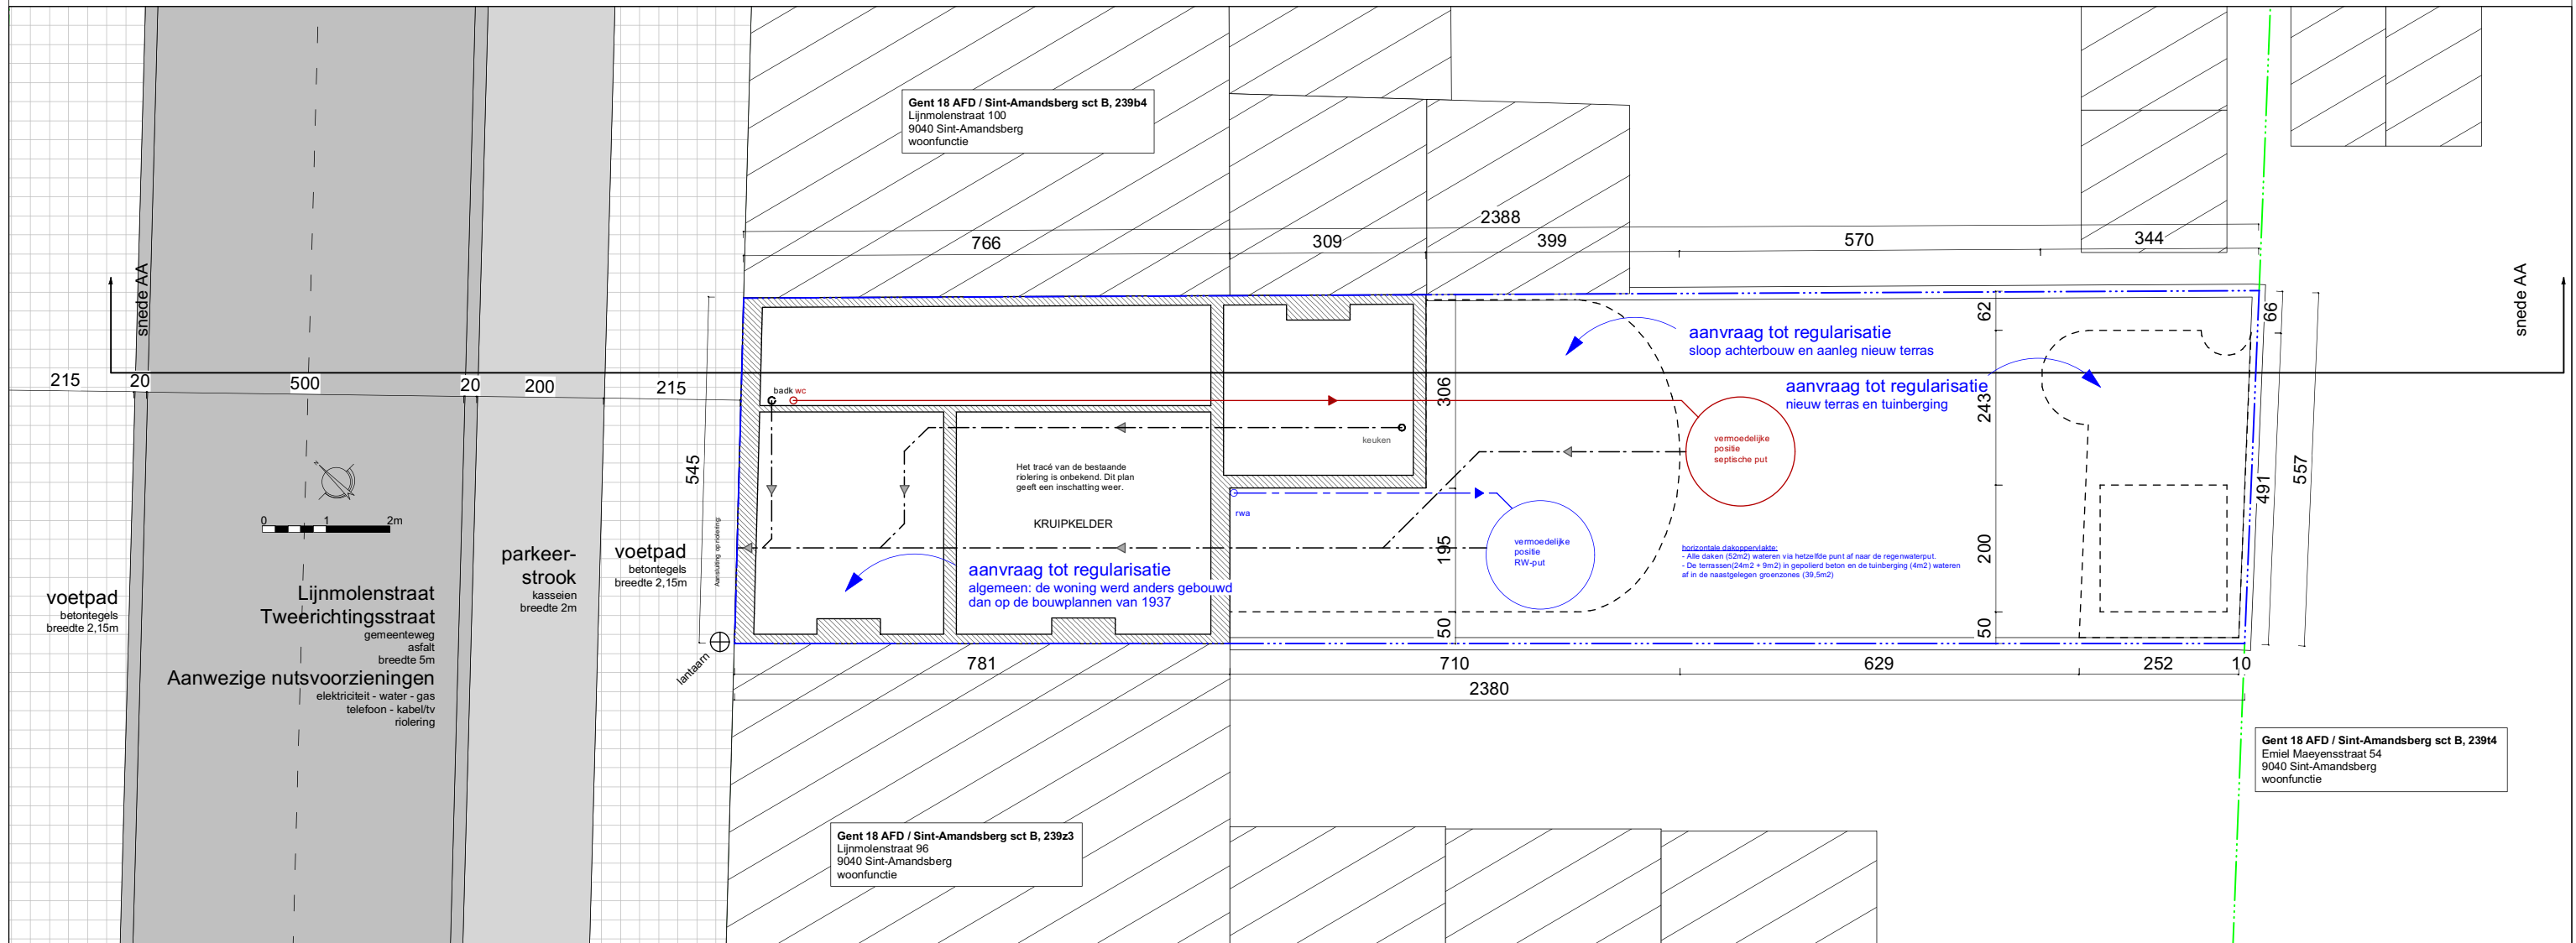 Gent 18 AFD / Sint-Amandsberg sct B, 239b4
Lijnmolenstraat 100
9040 Sint-Amandsberg
woonfunctie
2388
766
309
399
570
344
snede AA
snede AA
215
20
500
20
200
215
545
badk wc
keuken
Het tracé van de bestaande
riolering is onbekend. Dit plan
geeft een inschatting weer.
KRUIPKELDER
rwa
aanvraag tot regularisatie
algemeen: de woning werd anders gebouwd
dan op de bouwplannen van 1937
306
195
50
vermoedelijke
positie
RW-put
vermoedelijke
positie
septische put
aanvraag tot regularisatie
sloop achterbouw en aanleg nieuw terras
aanvraag tot regularisatie
nieuw terras en tuinberging
62
243
200
50
66
491
557
horizontale dakoppervlakte:
- Alle daken (52m2) wateren via hetzelfde punt af naar de regenwaterput.
- De terrassen(24m2 + 9m2) in gepolierd beton en de tuinberging (4m2) wateren
af in de naastgelegen groenzones (39,5m2)
0 1 2m
voetpad
betontegels
breedte 2,15m
Lijnmolenstraat
Tweerichtingsstraat
gemeenteweg
asfalt
breedte 5m
Aanwezige nutsvoorzieningen
elektriciteit - water - gas
telefoon - kabel/tv
riolering
parkeer-
strook
kasseien
breedte 2m
voetpad
betontegels
breedte 2,15m
Aansluiting op riolering:
lantaarn
781
710
629
252
10
2380
Gent 18 AFD / Sint-Amandsberg sct B, 239z3
Lijnmolenstraat 96
9040 Sint-Amandsberg
woonfunctie
Gent 18 AFD / Sint-Amandsberg sct B, 239t4
Emiel Maeyensstraat 54
9040 Sint-Amandsberg
woonfunctie